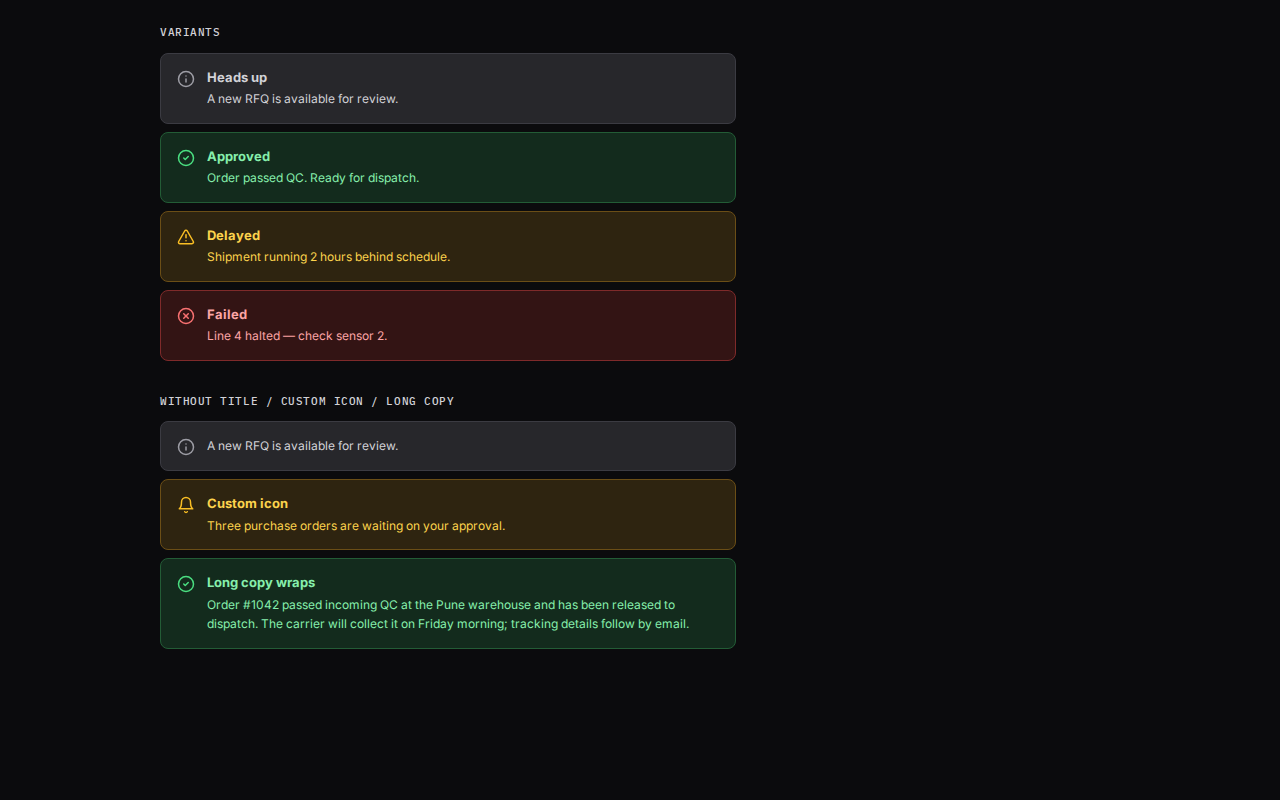 VARIANTS
Heads up
A new RFQ is available for review.
Approved
Order passed QC. Ready for dispatch.
Delayed
Shipment running 2 hours behind schedule.
Failed
Line 4 halted — check sensor 2.
WITHOUT TITLE / CUSTOM ICON / LONG COPY
A new RFQ is available for review.
Custom icon
Three purchase orders are waiting on your approval.
Long copy wraps
Order #1042 passed incoming QC at the Pune warehouse and has been released to
dispatch. The carrier will collect it on Friday morning; tracking details follow by email.